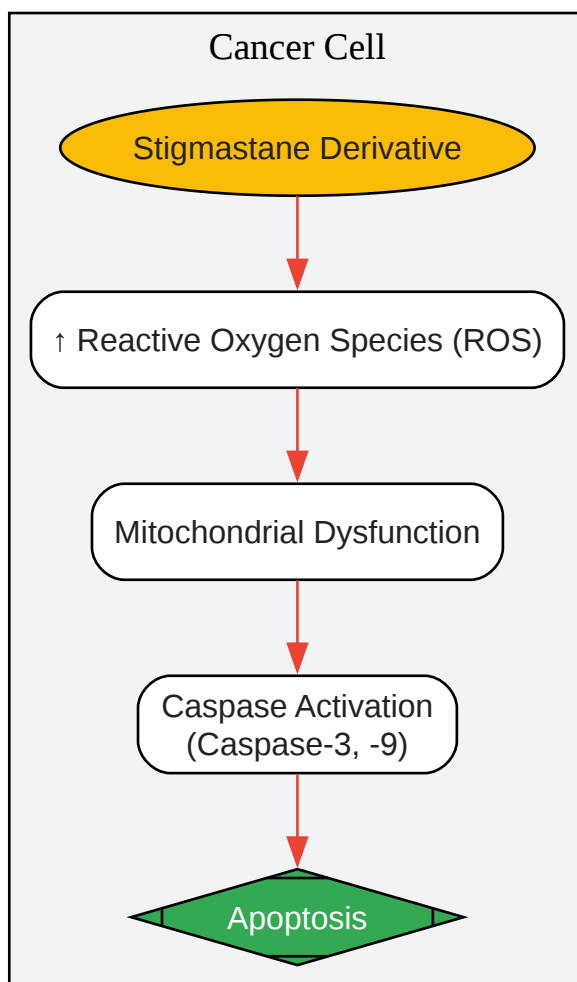 Cancer Cell
Stigmastane Derivative
↑ Reactive Oxygen Species (ROS)
Mitochondrial Dysfunction
Caspase Activation
(Caspase-3, -9)
Apoptosis